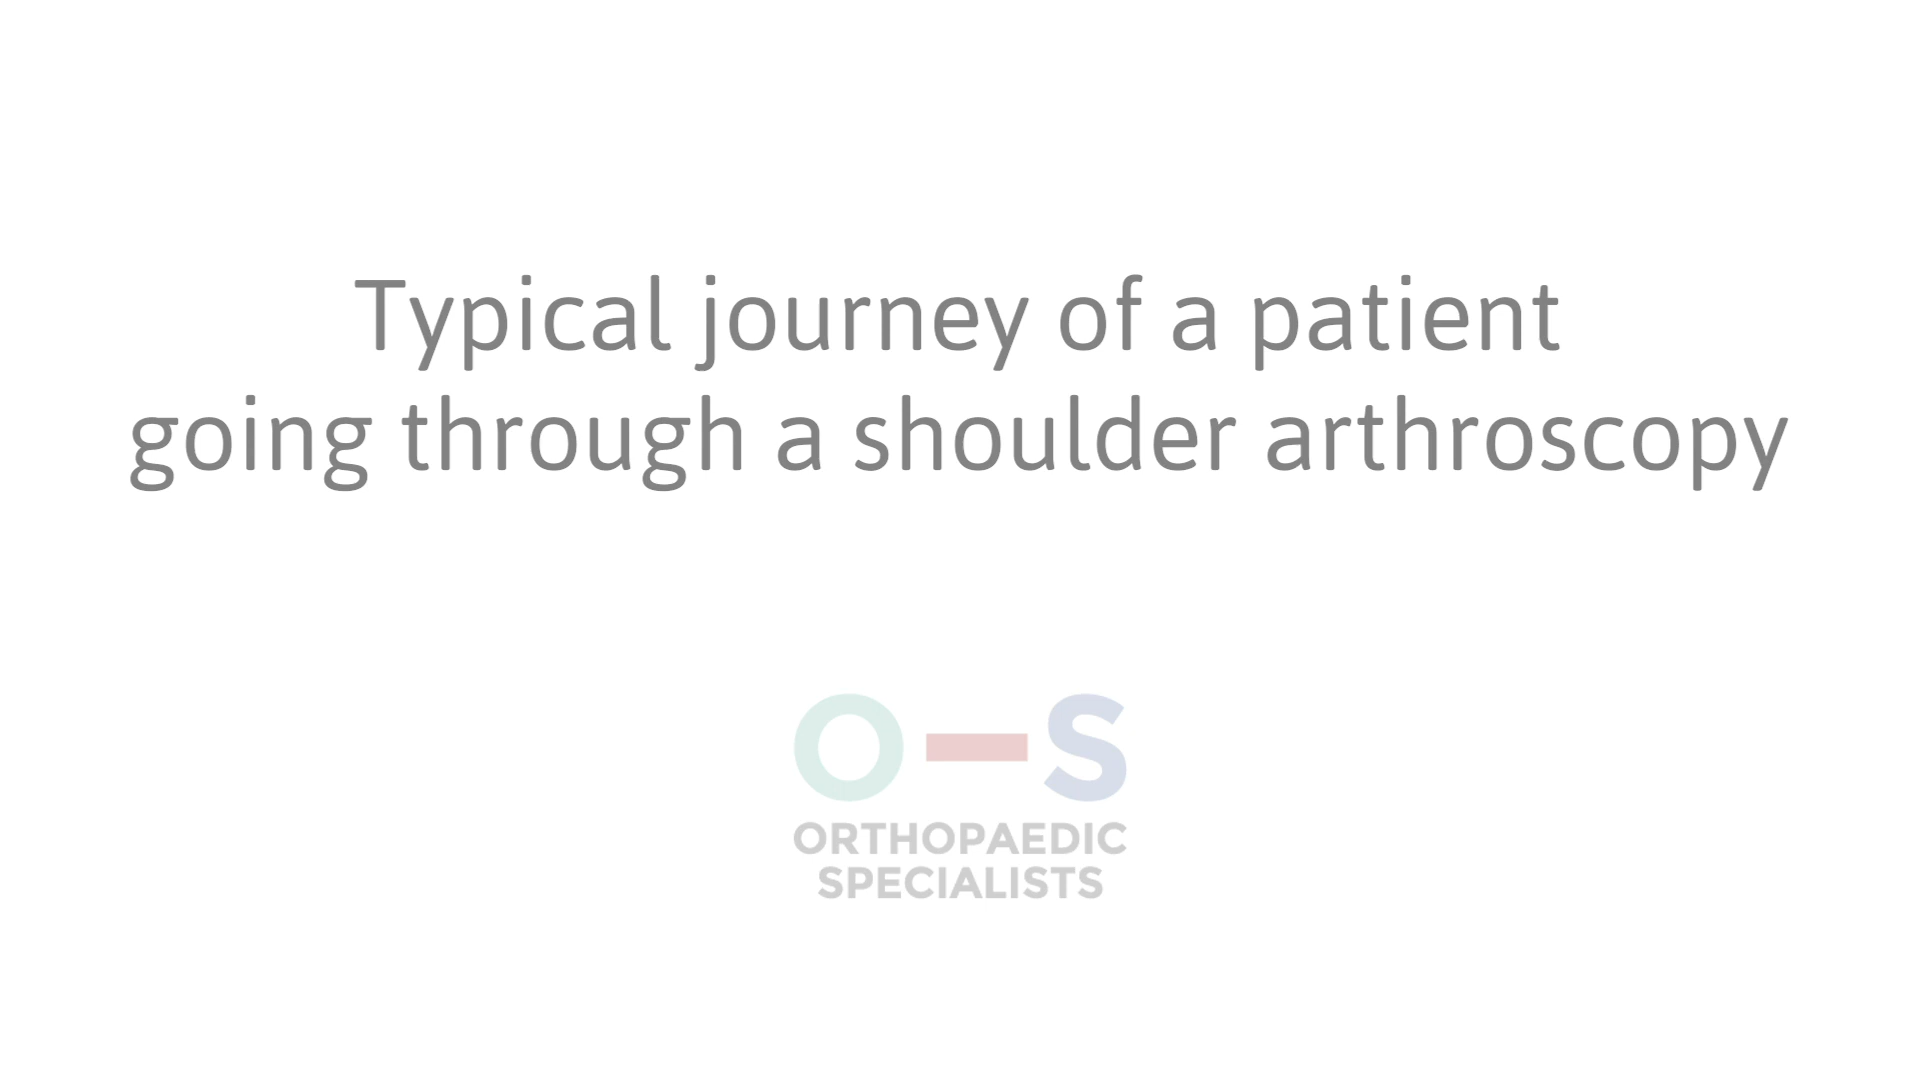 Typical journey of a patient
going through a shoulder arthroscopy
O-S
ORTHOPAEDIC
SPECIALISTS